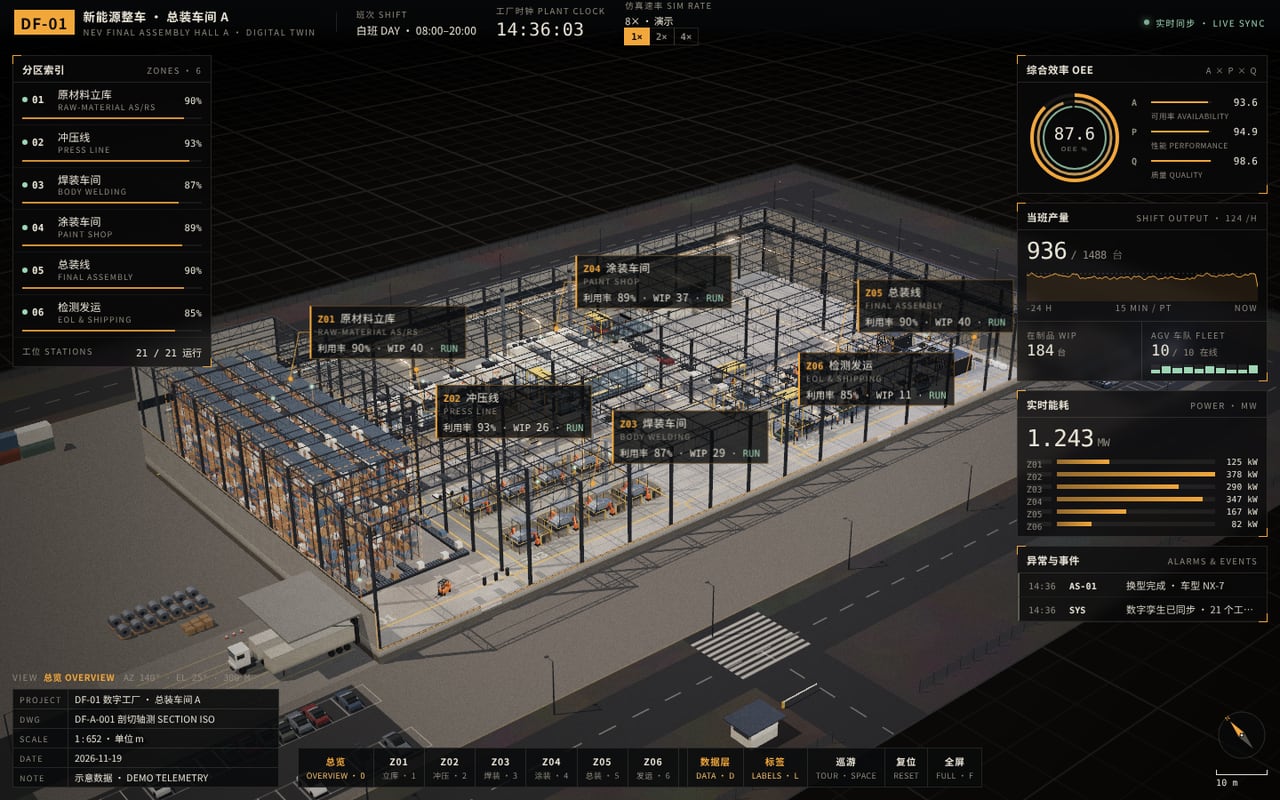 DF-01
新能源整车 · 总装车间 A
NEV FINAL ASSEMBLY HALL A · DIGITAL TWIN
班次 SHIFT
白班 DAY · 08:00–20:00
工厂时钟 PLANT CLOCK
14:36:03
仿真速率 SIM RATE
8× · 演示
1× 2× 4×
实时同步 · LIVE SYNC
分区索引 ZONES · 6
01 原材料立库 90%
RAW-MATERIAL AS/RS
02 冲压线 93%
PRESS LINE
03 焊装车间 87%
BODY WELDING
04 涂装车间 89%
PAINT SHOP
05 总装线 90%
FINAL ASSEMBLY
06 检测发运 85%
EOL & SHIPPING
工位 STATIONS 21 / 21 运行
Z04 涂装车间
PAINT SHOP
利用率 89% · WIP 37 · RUN
Z05 总装线
FINAL ASSEMBLY
利用率 90% · WIP 40 · RUN
Z01 原材料立库
RAW-MATERIAL AS/RS
利用率 90% · WIP 40 · RUN
Z06 检测发运
EOL & SHIPPING
利用率 85% · WIP 11 · RUN
Z02 冲压线
PRESS LINE
利用率 93% · WIP 26 · RUN
Z03 焊装车间
BODY WELDING
利用率 87% · WIP 29 · RUN
综合效率 OEE A × P × Q
87.6
OEE %
A 93.6
可用率 AVAILABILITY
P 94.9
性能 PERFORMANCE
Q 98.6
质量 QUALITY
当班产量 SHIFT OUTPUT · 124 /H
936 / 1488 台
-24 H 15 MIN / PT NOW
在制品 WIP
184 台
AGV 车队 FLEET
10 / 10 在线
实时能耗 POWER · MW
1.243 MW
Z01 125 kW
Z02 378 kW
Z03 290 kW
Z04 347 kW
Z05 167 kW
Z06 82 kW
异常与事件 ALARMS & EVENTS
14:36 AS-01 换型完成 · 车型 NX-7
14:36 SYS 数字孪生已同步 · 21 个工…
VIEW 总览 OVERVIEW AZ 140° · EL 25° · 300 M
PROJECT DF-01 数字工厂 · 总装车间 A
DWG DF-A-001 剖切轴测 SECTION ISO
SCALE 1:652 · 单位 m
DATE 2026-11-19
NOTE 示意数据 · DEMO TELEMETRY
总览
OVERVIEW · 0
Z01
立库 · 1
Z02
冲压 · 2
Z03
焊装 · 3
Z04
涂装 · 4
Z05
总装 · 5
Z06
发运 · 6
数据层
DATA · D
标签
LABELS · L
巡游
TOUR · SPACE
复位
RESET
全屏
FULL · F
N
10 m